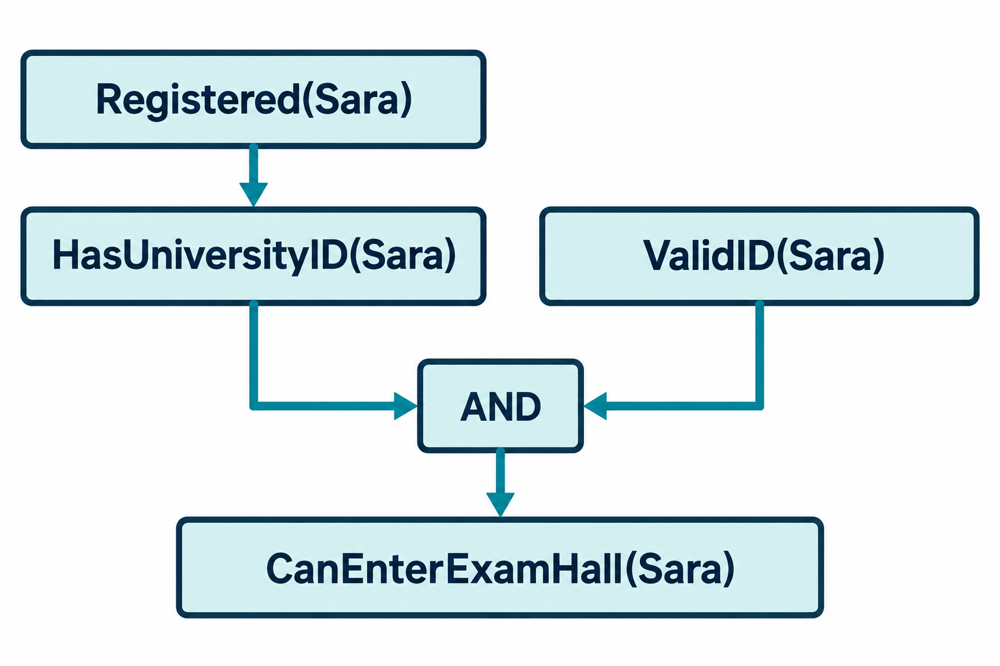 Registered(Sara)
HasUniversityID(Sara)
ValidID(Sara)
AND
CanEnterExamHall(Sara)